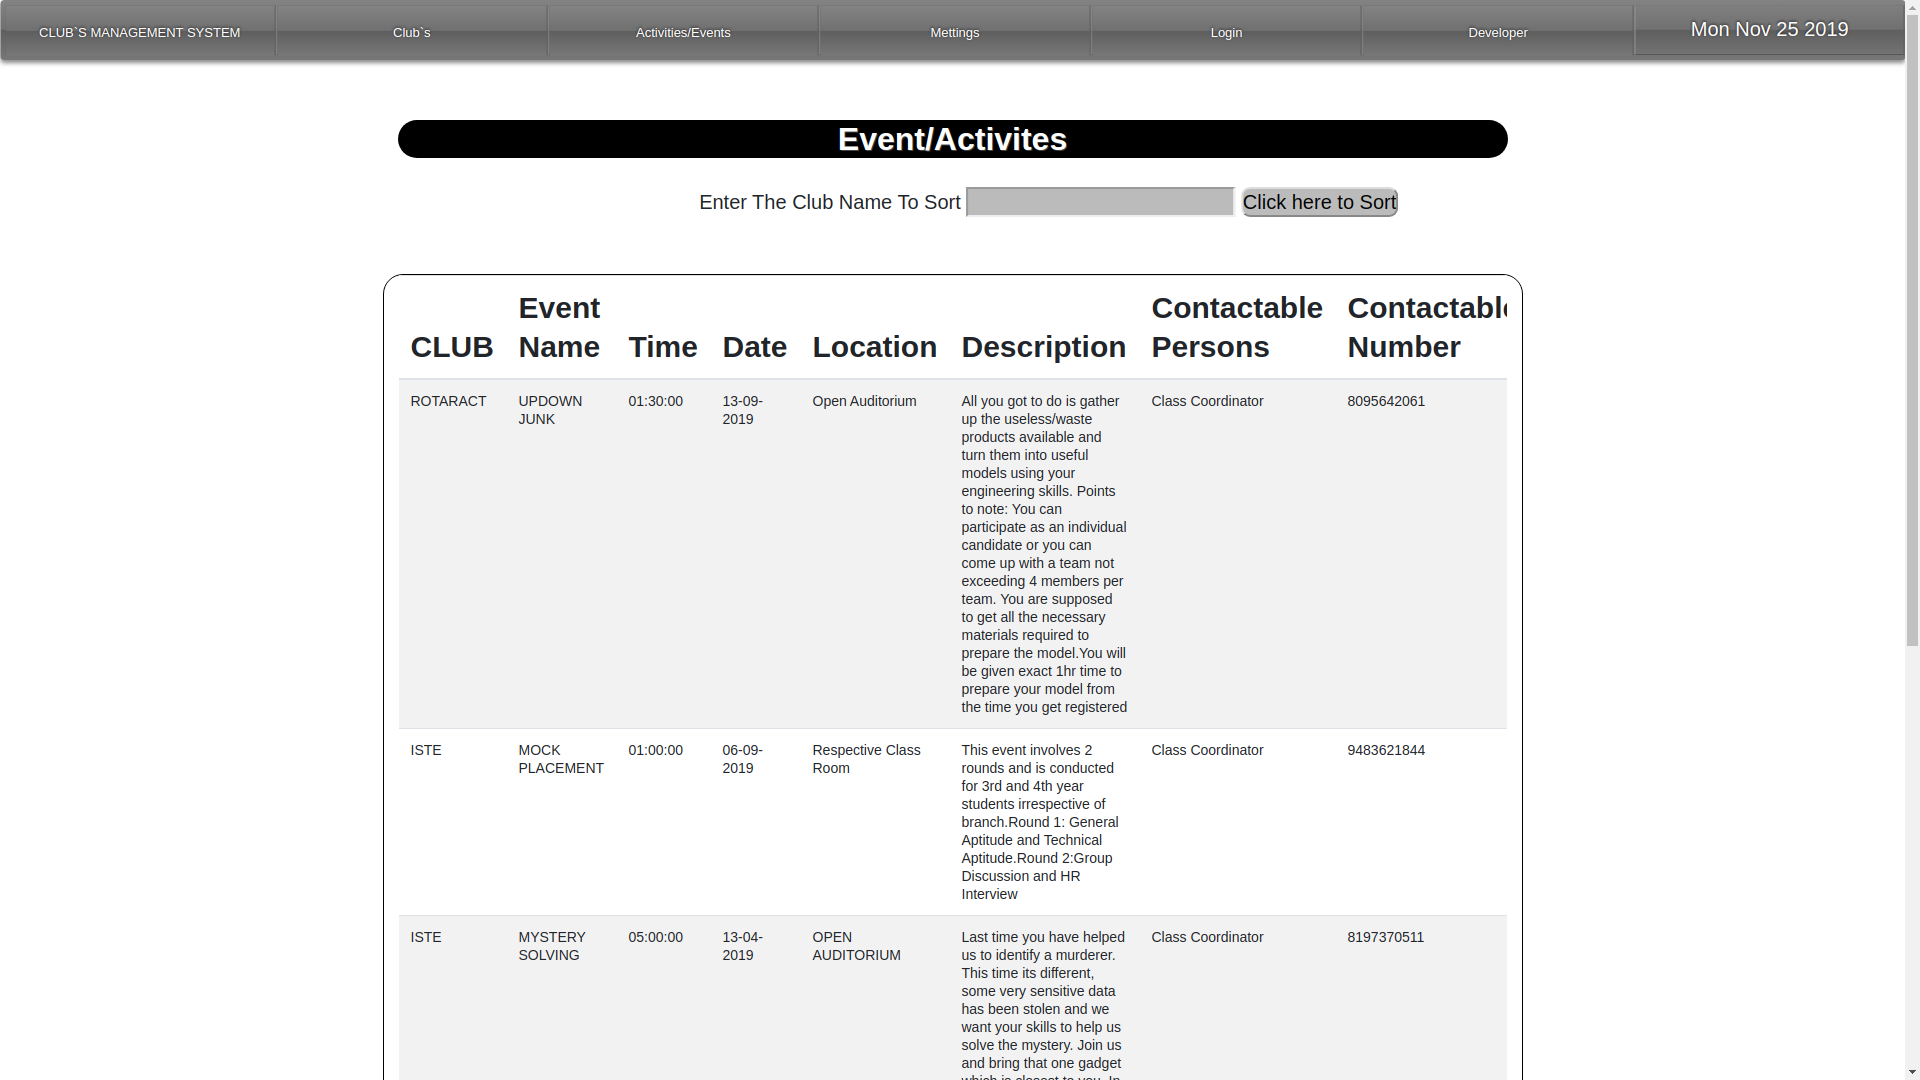 CLUB`S MANAGEMENT SYSTEM Club`s Activities/Events Mettings Login Developer Mon Nov 25 2019
Event/Activites
Enter The Club Name To Sort Click here to Sort
CLUB Event Name Time Date Location Description Contactable Persons Contactable Number
ROTARACT
UPDOWN
JUNK
01:30:00
13-09-
2019
Open Auditorium
All you got to do is gather
up the useless/waste
products available and
turn them into useful
models using your
engineering skills. Points
to note: You can
participate as an individual
candidate or you can
come up with a team not
exceeding 4 members per
team. You are supposed
to get all the necessary
materials required to
prepare the model.You will
be given exact 1hr time to
prepare your model from
the time you get registered
Class Coordinator
8095642061
ISTE
MOCK
PLACEMENT
01:00:00
06-09-
2019
Respective Class
Room
This event involves 2
rounds and is conducted
for 3rd and 4th year
students irrespective of
branch.Round 1: General
Aptitude and Technical
Aptitude.Round 2:Group
Discussion and HR
Interview
Class Coordinator
9483621844
ISTE
MYSTERY
SOLVING
05:00:00
13-04-
2019
OPEN
AUDITORIUM
Last time you have helped
us to identify a murderer.
This time its different,
some very sensitive data
has been stolen and we
want your skills to help us
solve the mystery. Join us
and bring that one gadget
which is closest to you. In
Class Coordinator
8197370511